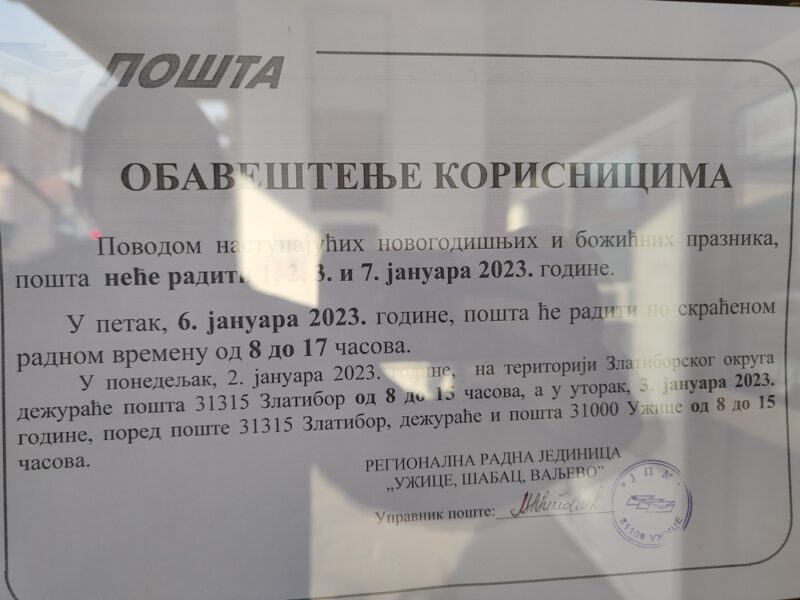 ПОШТА
ОБАВЕШТЕЊЕ КОРИСНИЦИМА
Поводом наступајућих новогодишњих и божићних празника,
пошта неће радити 1, 2, 3. и 7. јануара 2023. године.
У петак, 6. јануара 2023. године, пошта ће радити по скраћеном
радном времену од 8 до 17 часова.
У понедељак, 2. јануара 2023. године, на територији Златиборског округа
дежураће пошта 31315 Златибор од 8 до 15 часова, а у уторак, 3. јануара 2023.
године, поред поште 31315 Златибор, дежураће и пошта 31000 Ужице од 8 до 15
часова.
РЕГИОНАЛНА РАДНА ЈЕДИНИЦА
„УЖИЦЕ, ШАБАЦ, ВАЉЕВО”
Управник поште:
ЈПМ
31108 УЖИЦЕ